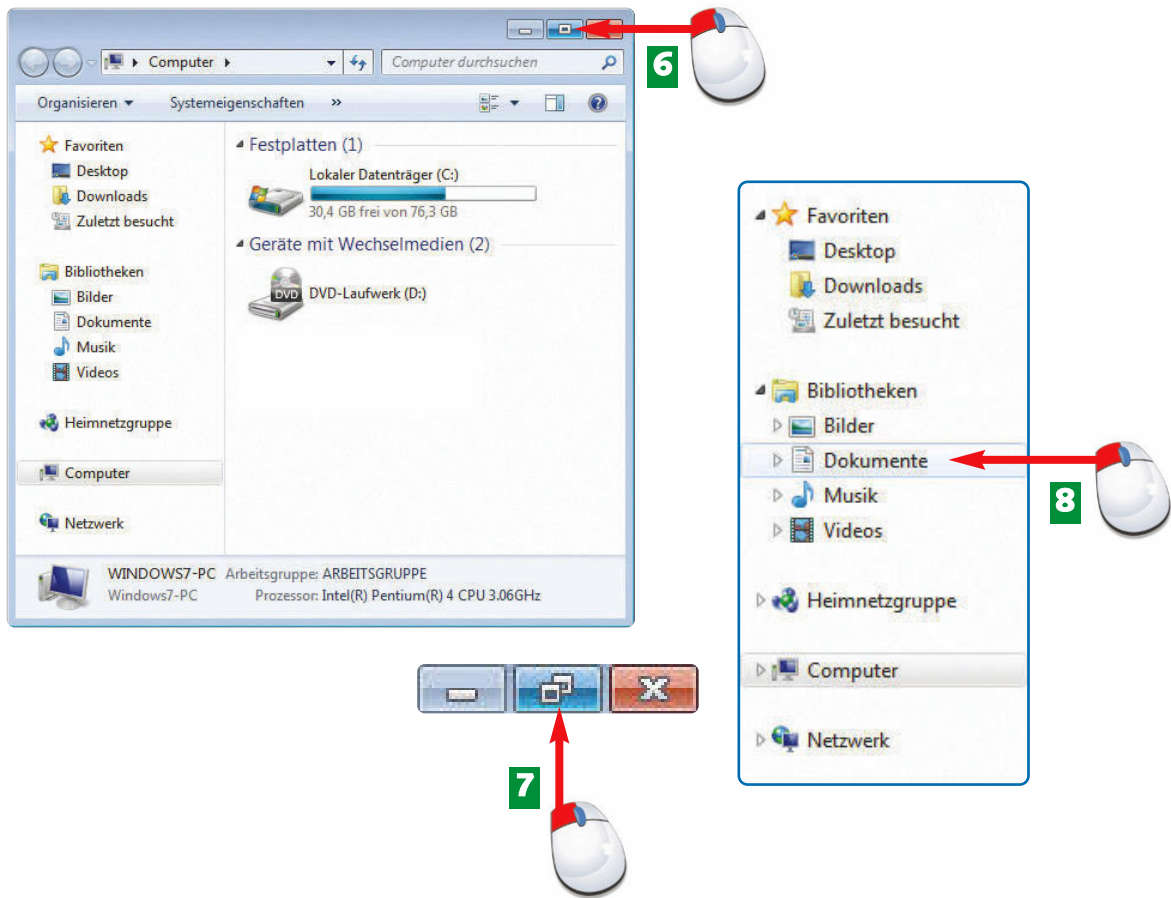 6
Computer
Computer durchsuchen
Organisieren
Systemeigenschaften
»
Favoriten
Desktop
Downloads
Zuletzt besucht
Bibliotheken
Bilder
Dokumente
Musik
Videos
Heimnetzgruppe
Computer
Netzwerk
Festplatten (1)
Lokaler Datenträger (C:)
30,4 GB frei von 76,3 GB
Geräte mit Wechselmedien (2)
DVD
DVD-Laufwerk (D:)
WINDOWS7-PC Arbeitsgruppe: ARBEITSGRUPPE
Windows7-PC Prozessor: Intel(R) Pentium(R) 4 CPU 3.06GHz
7
Favoriten
Desktop
Downloads
Zuletzt besucht
Bibliotheken
Bilder
Dokumente
Musik
Videos
Heimnetzgruppe
Computer
Netzwerk
8